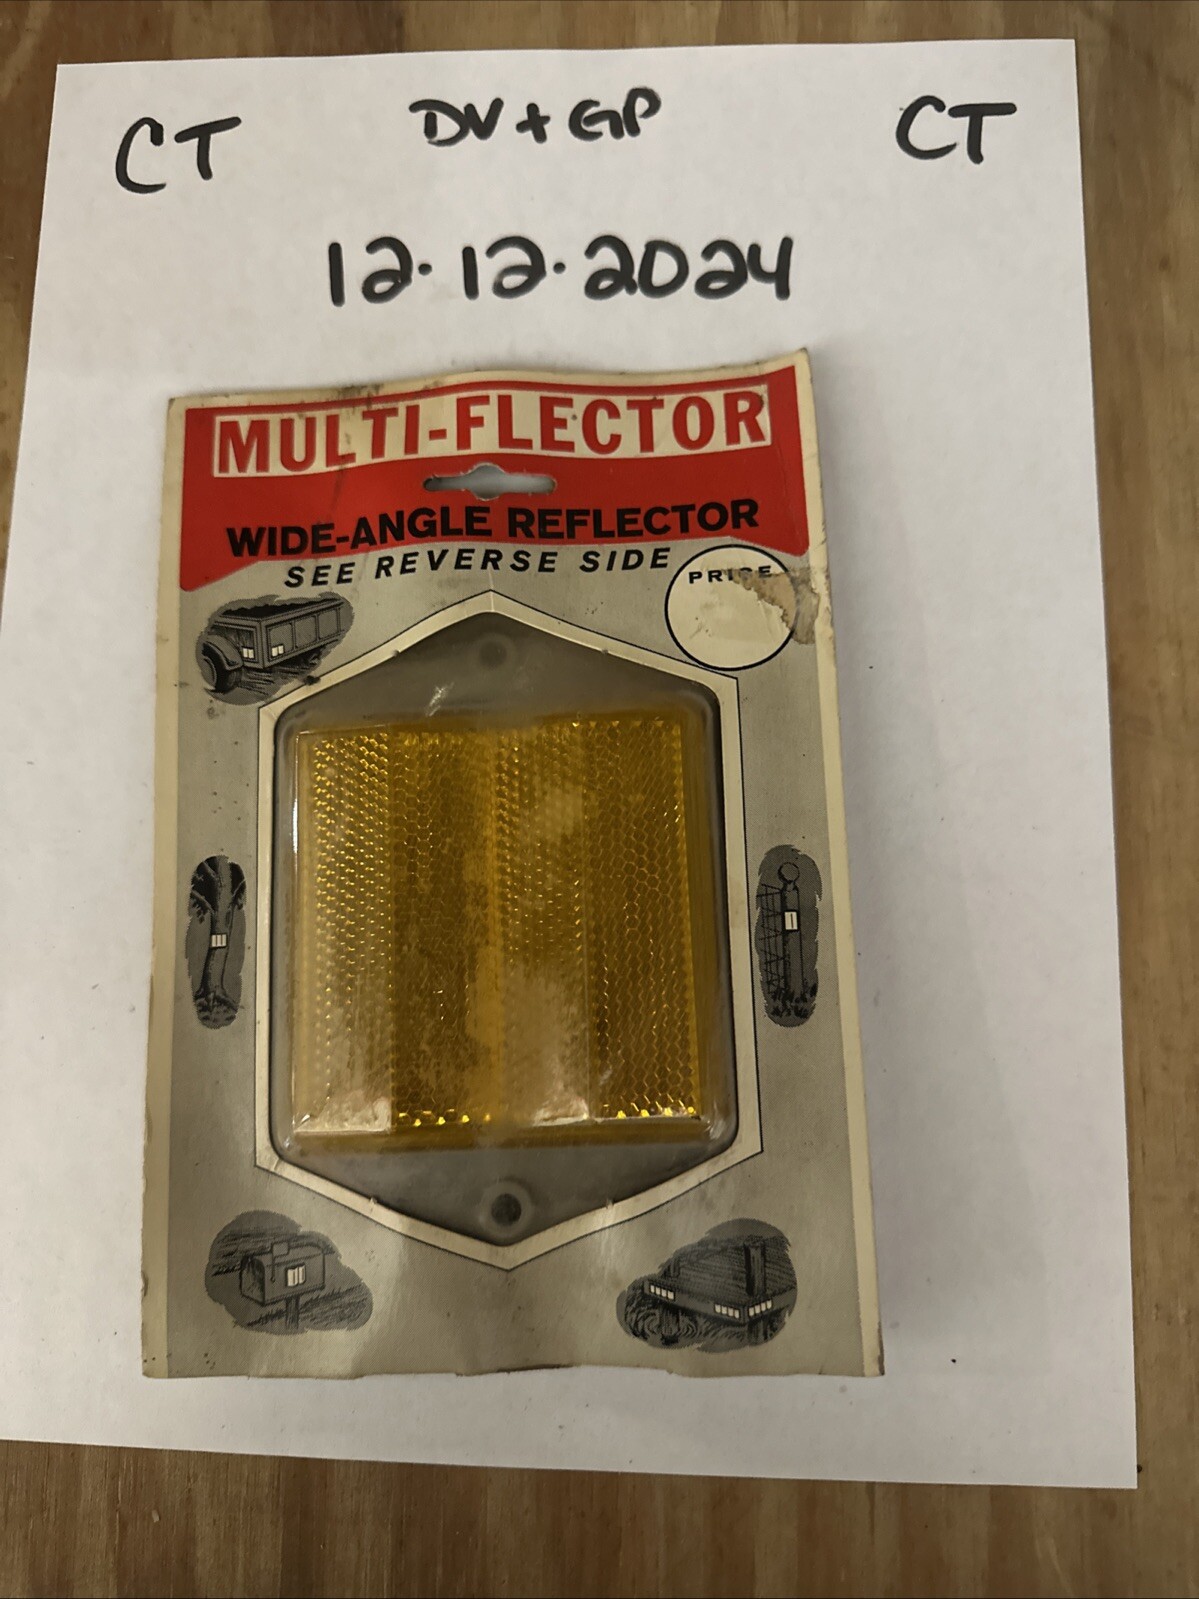 CT DV + GP CT
12.12.2024
MULTI-FLECTOR
WIDE-ANGLE REFLECTOR
SEE REVERSE SIDE
PRICE